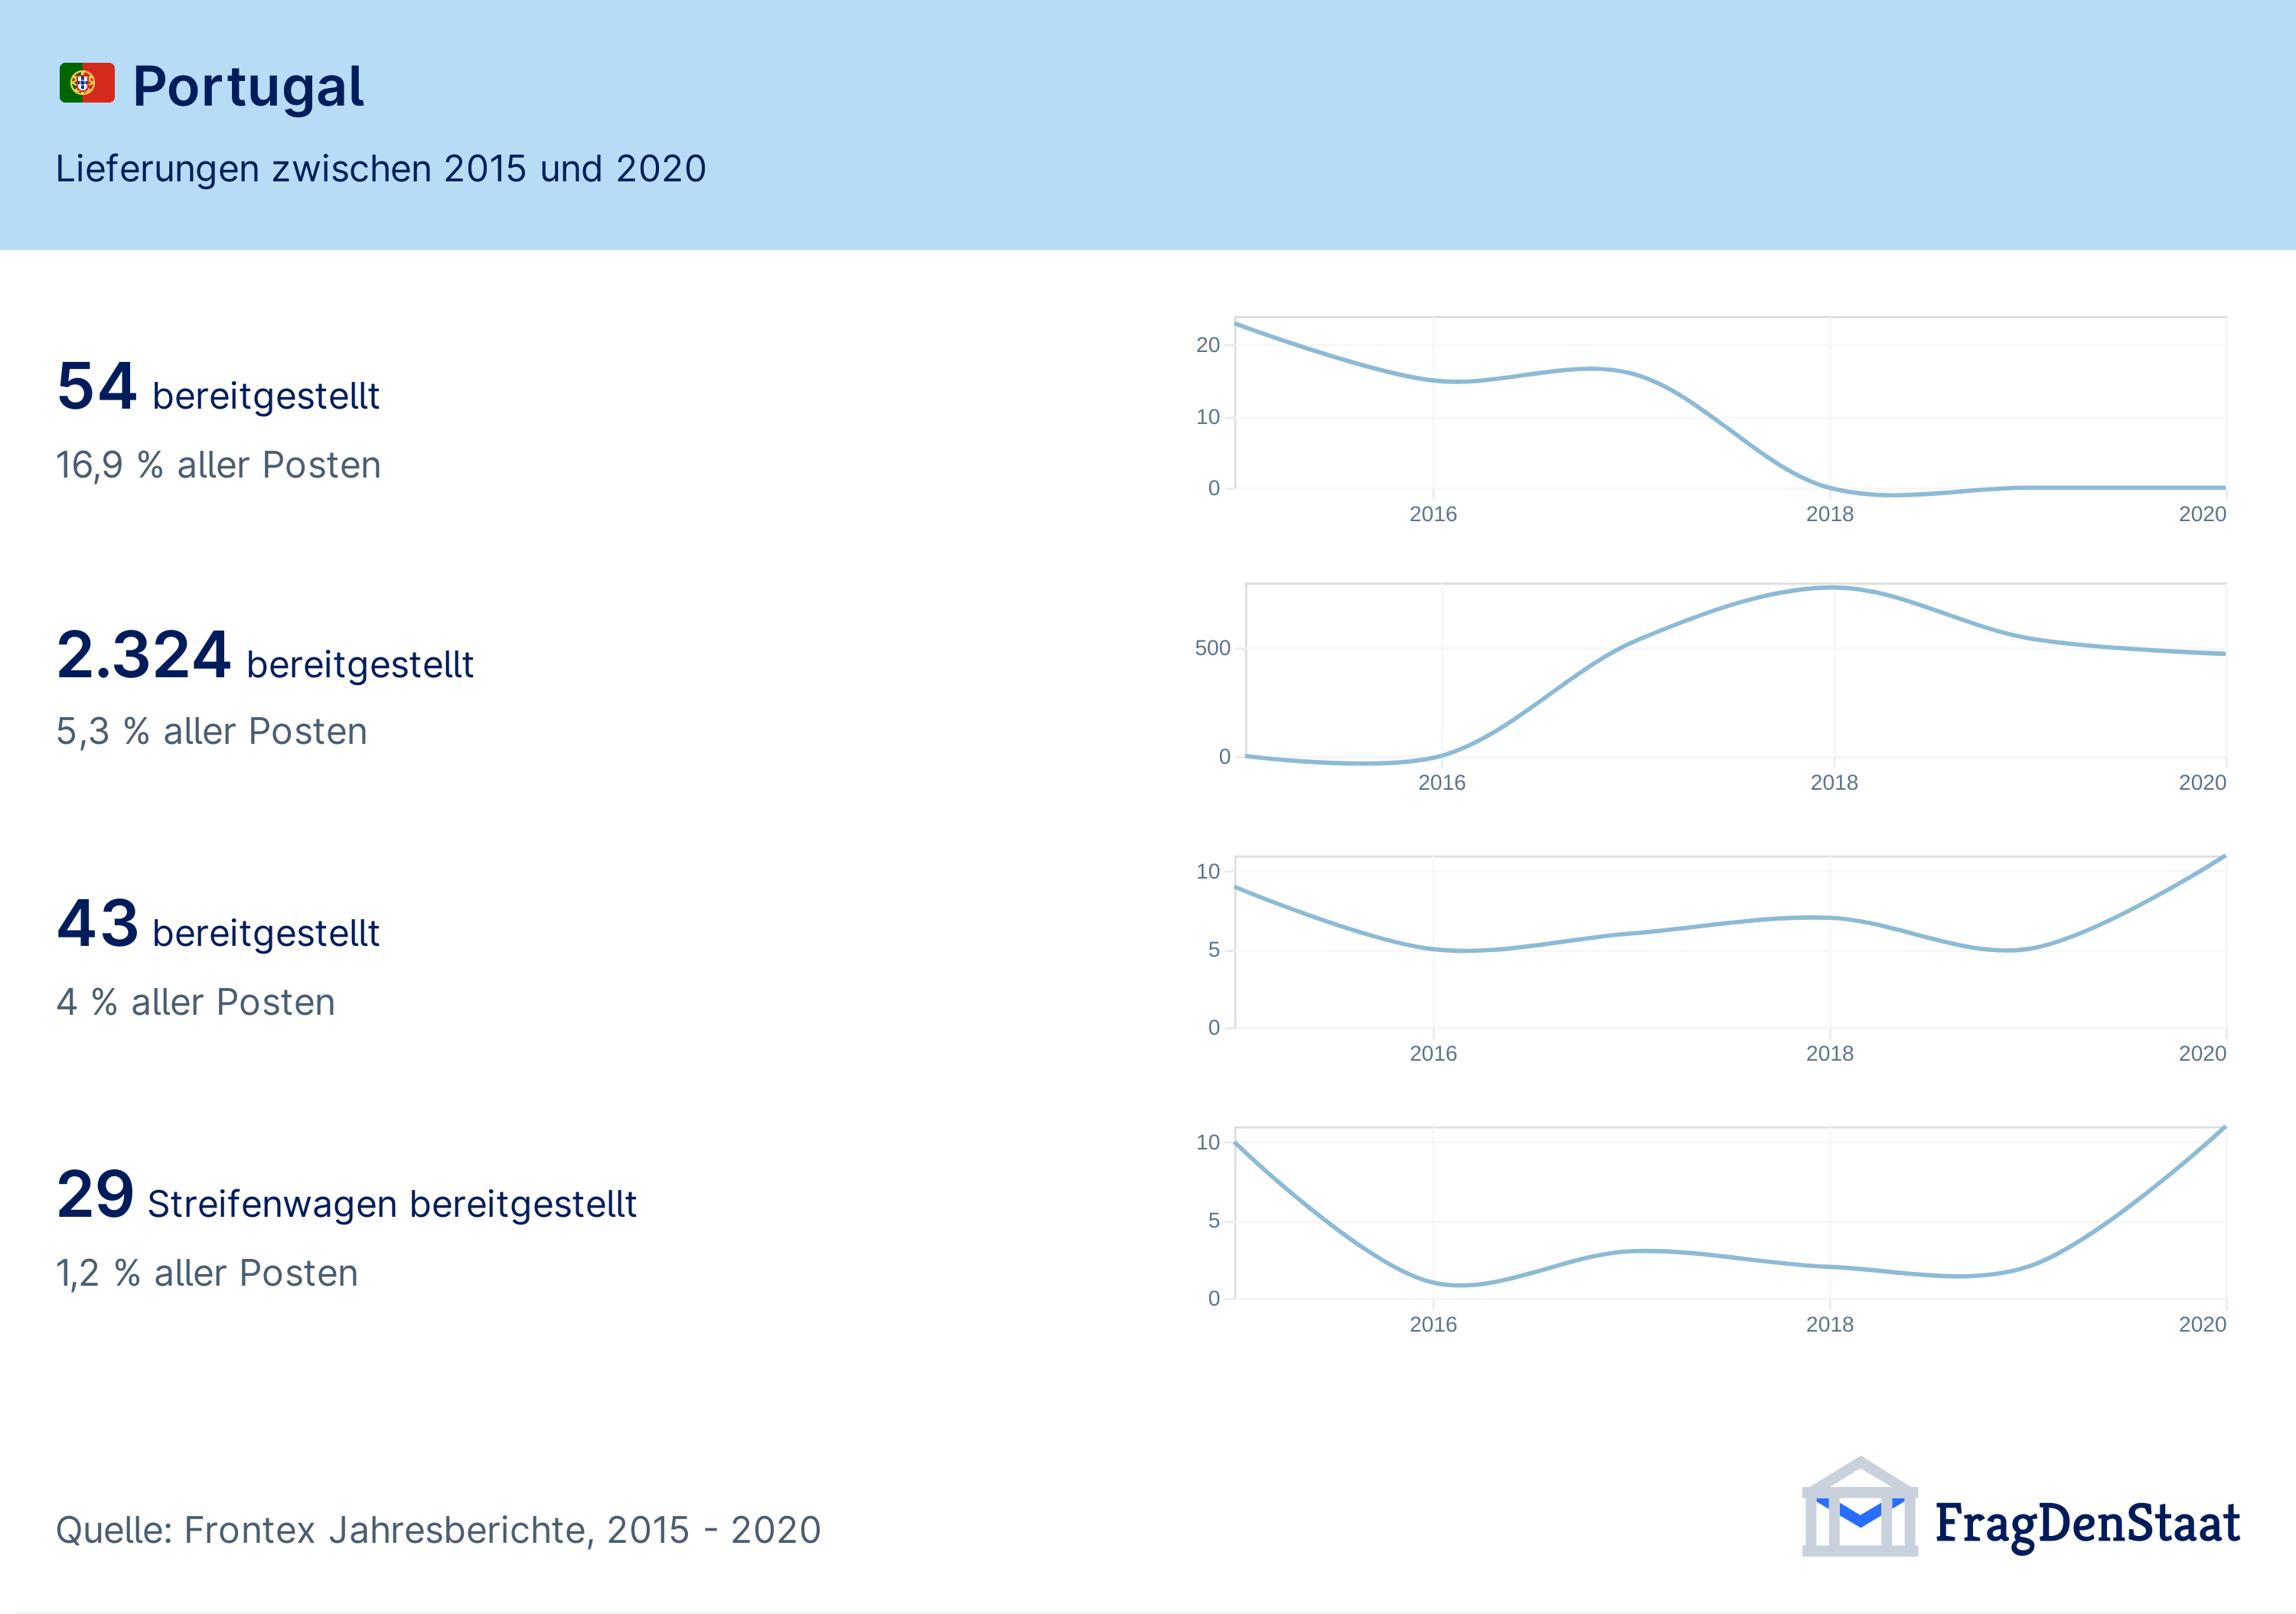 Portugal
Lieferungen zwischen 2015 und 2020
54 bereitgestellt
16,9 % aller Posten
20
10
0
2016 2018 2020
2.324 bereitgestellt
5,3 % aller Posten
500
0
2016 2018 2020
43 bereitgestellt
4 % aller Posten
10
5
0
2016 2018 2020
29 Streifenwagen bereitgestellt
1,2 % aller Posten
10
5
0
2016 2018 2020
Quelle: Frontex Jahresberichte, 2015 - 2020
FragDenStaat